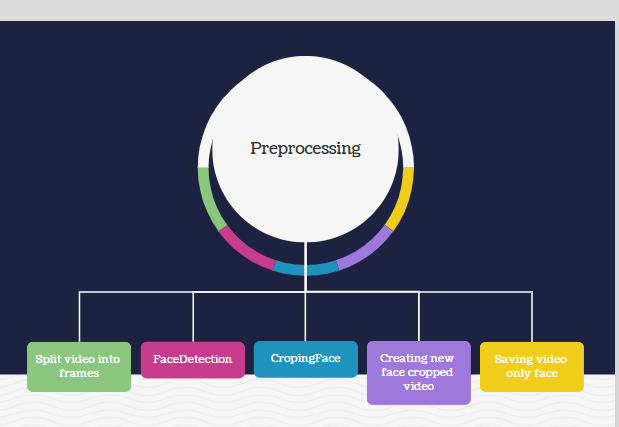 Preprocessing
Split video into
frames
FaceDetection
CropingFace
Creating new
face cropped
video
Saving video
only face